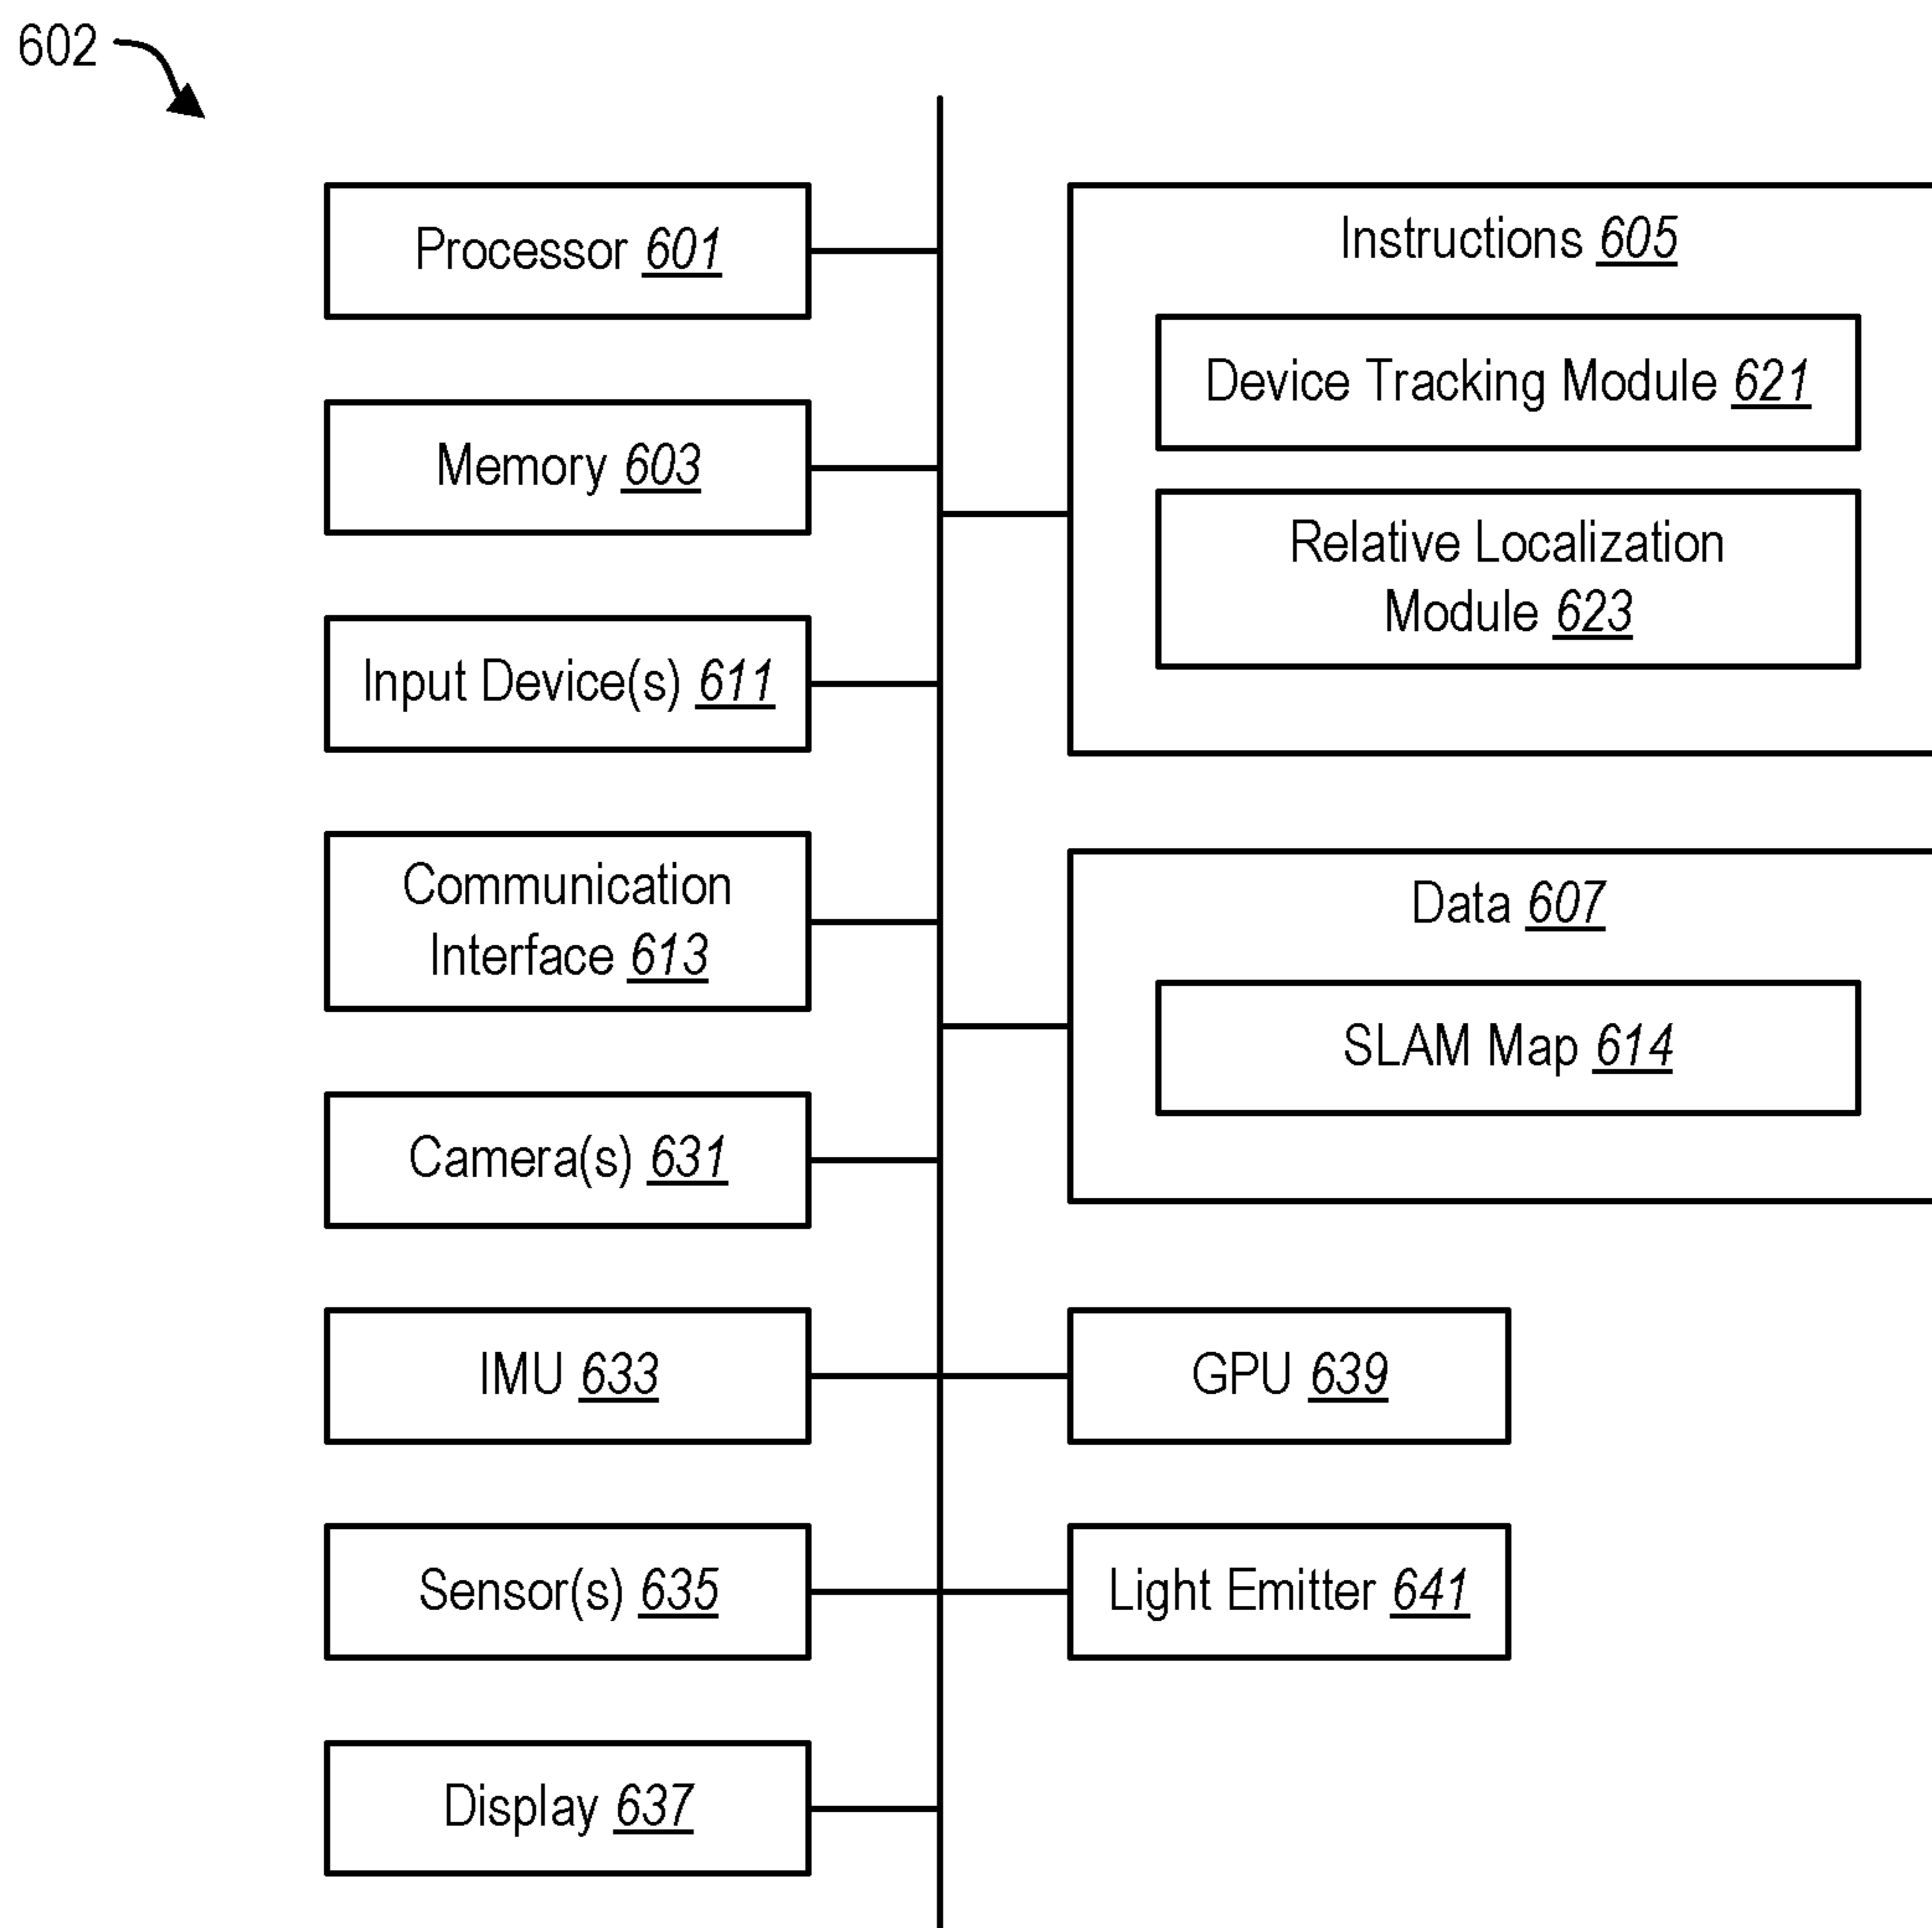 602
Processor 601
Memory 603
Input Device(s) 611
Communication
Interface 613
Camera(s) 631
IMU 633
Sensor(s) 635
Display 637
Instructions 605
Device Tracking Module 621
Relative Localization
Module 623
Data 607
SLAM Map 614
GPU 639
Light Emitter 641